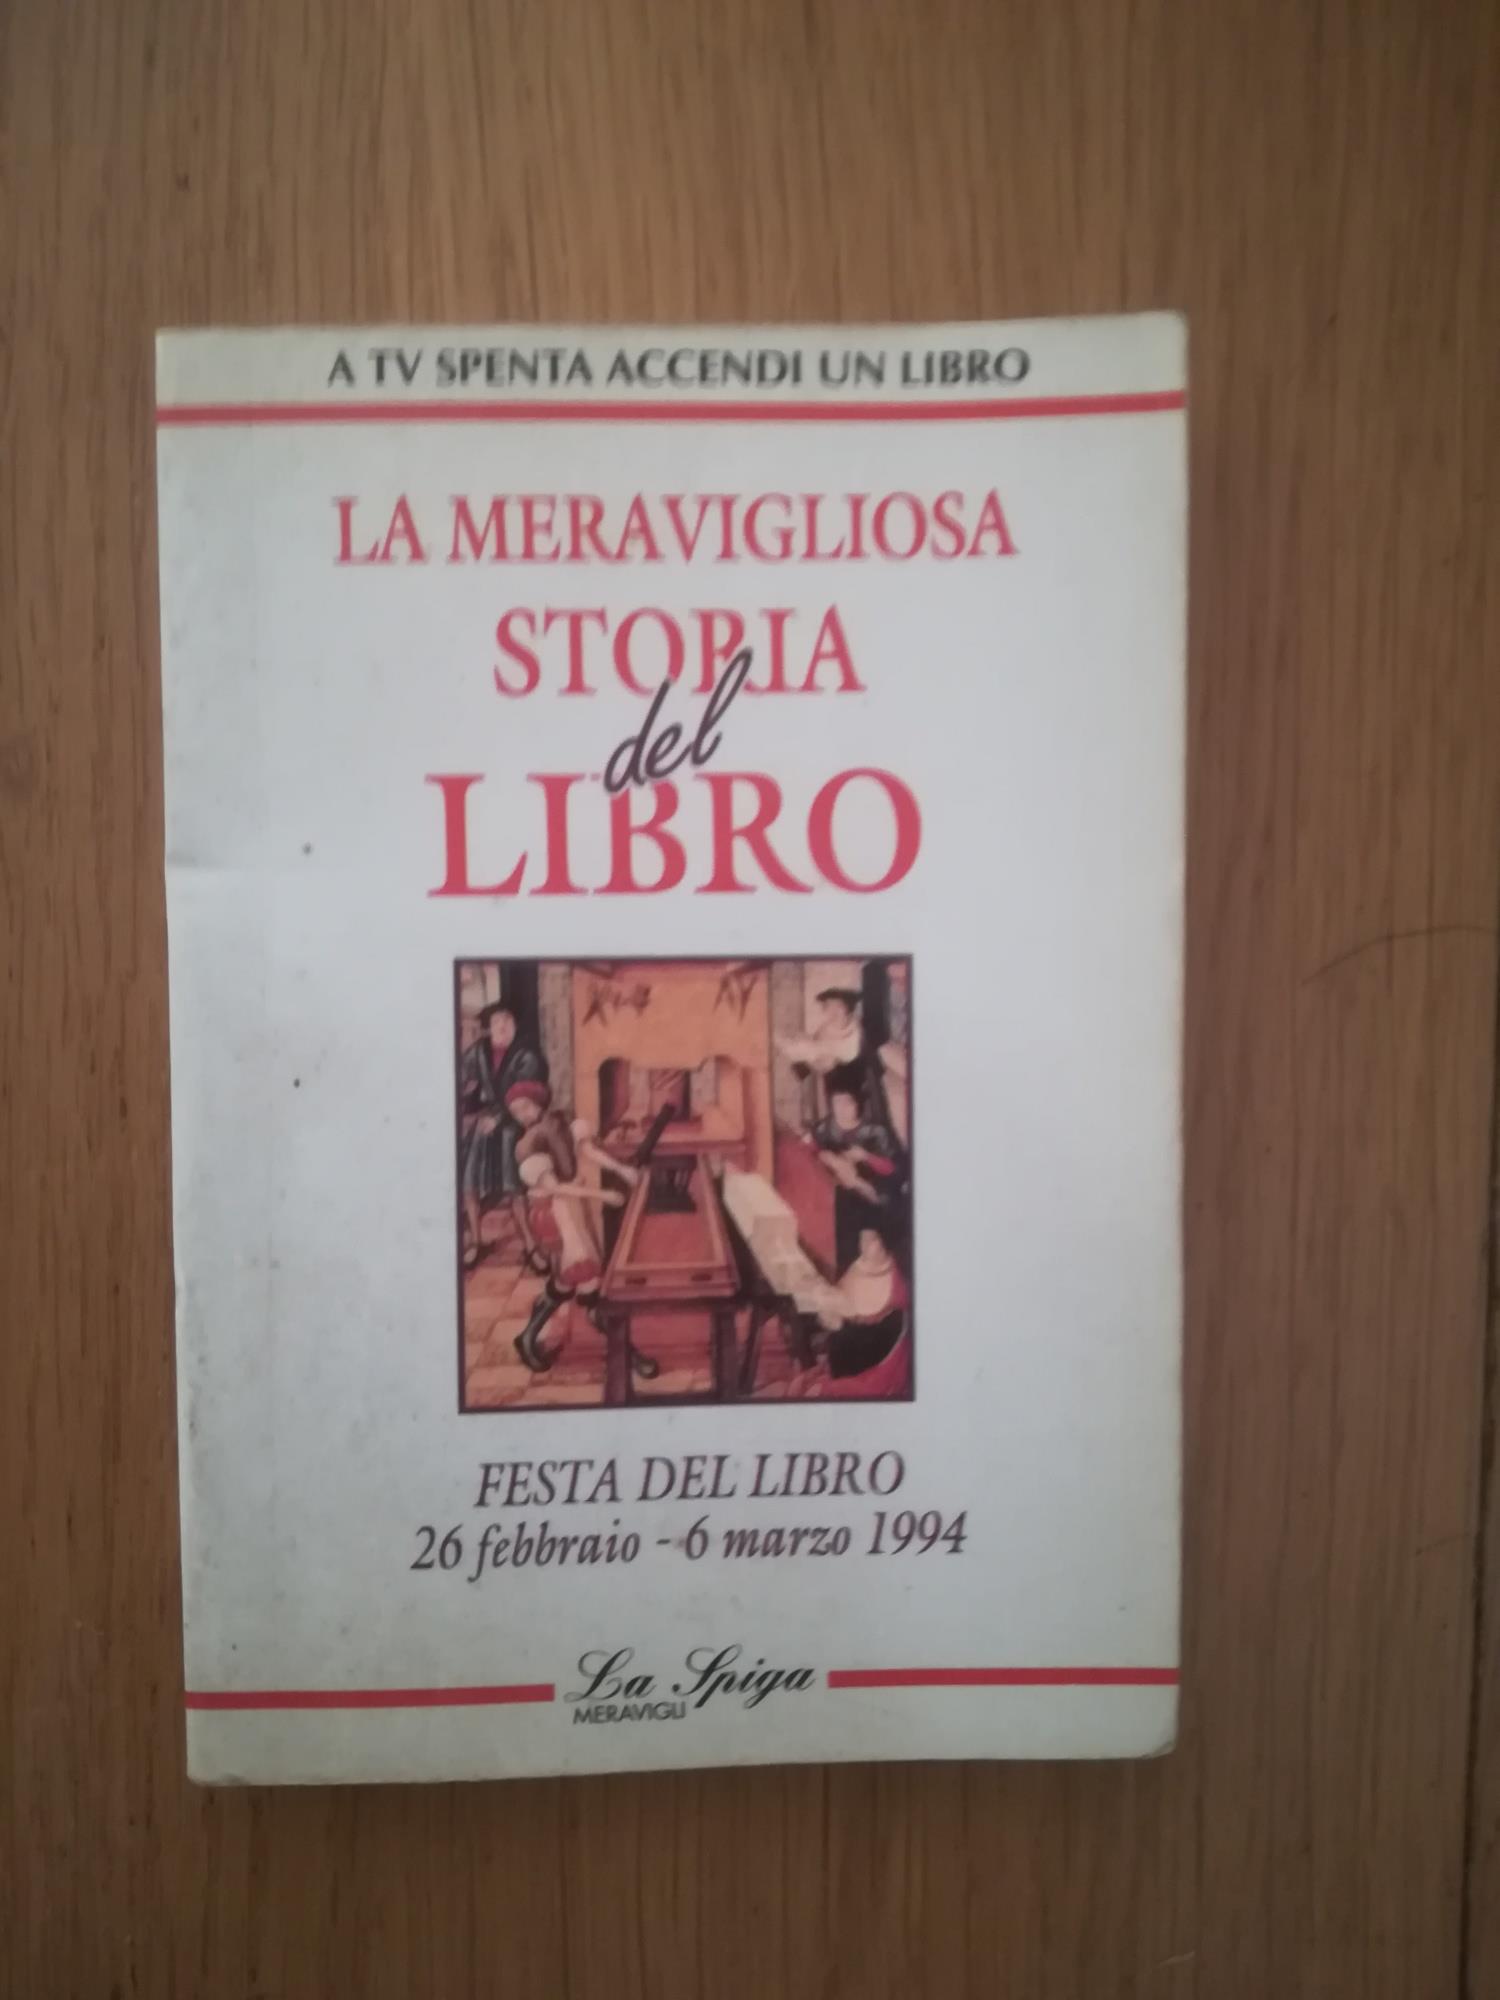 A TV SPENTA ACCENDI UN LIBRO
LA MERAVIGLIOSA
STORIA
del
LIBRO
FESTA DEL LIBRO
26 febbraio - 6 marzo 1994
La Spiga
MERAVIGLI